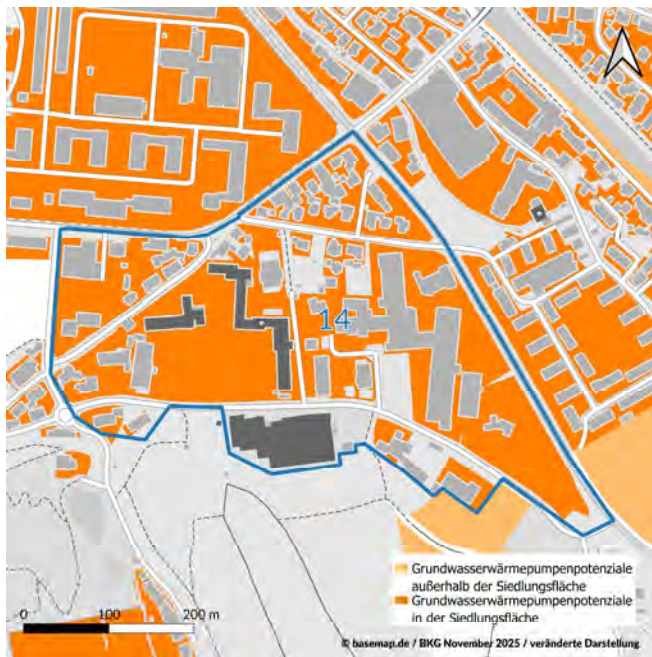 14
Grundwasserwärmepumpenpotenziale
außerhalb der Siedlungsfläche
Grundwasserwärmepumpenpotenziale
in der Siedlungsfläche
0 100 200 m
© basemap.de / BKG November 2025 / veränderte Darstellung